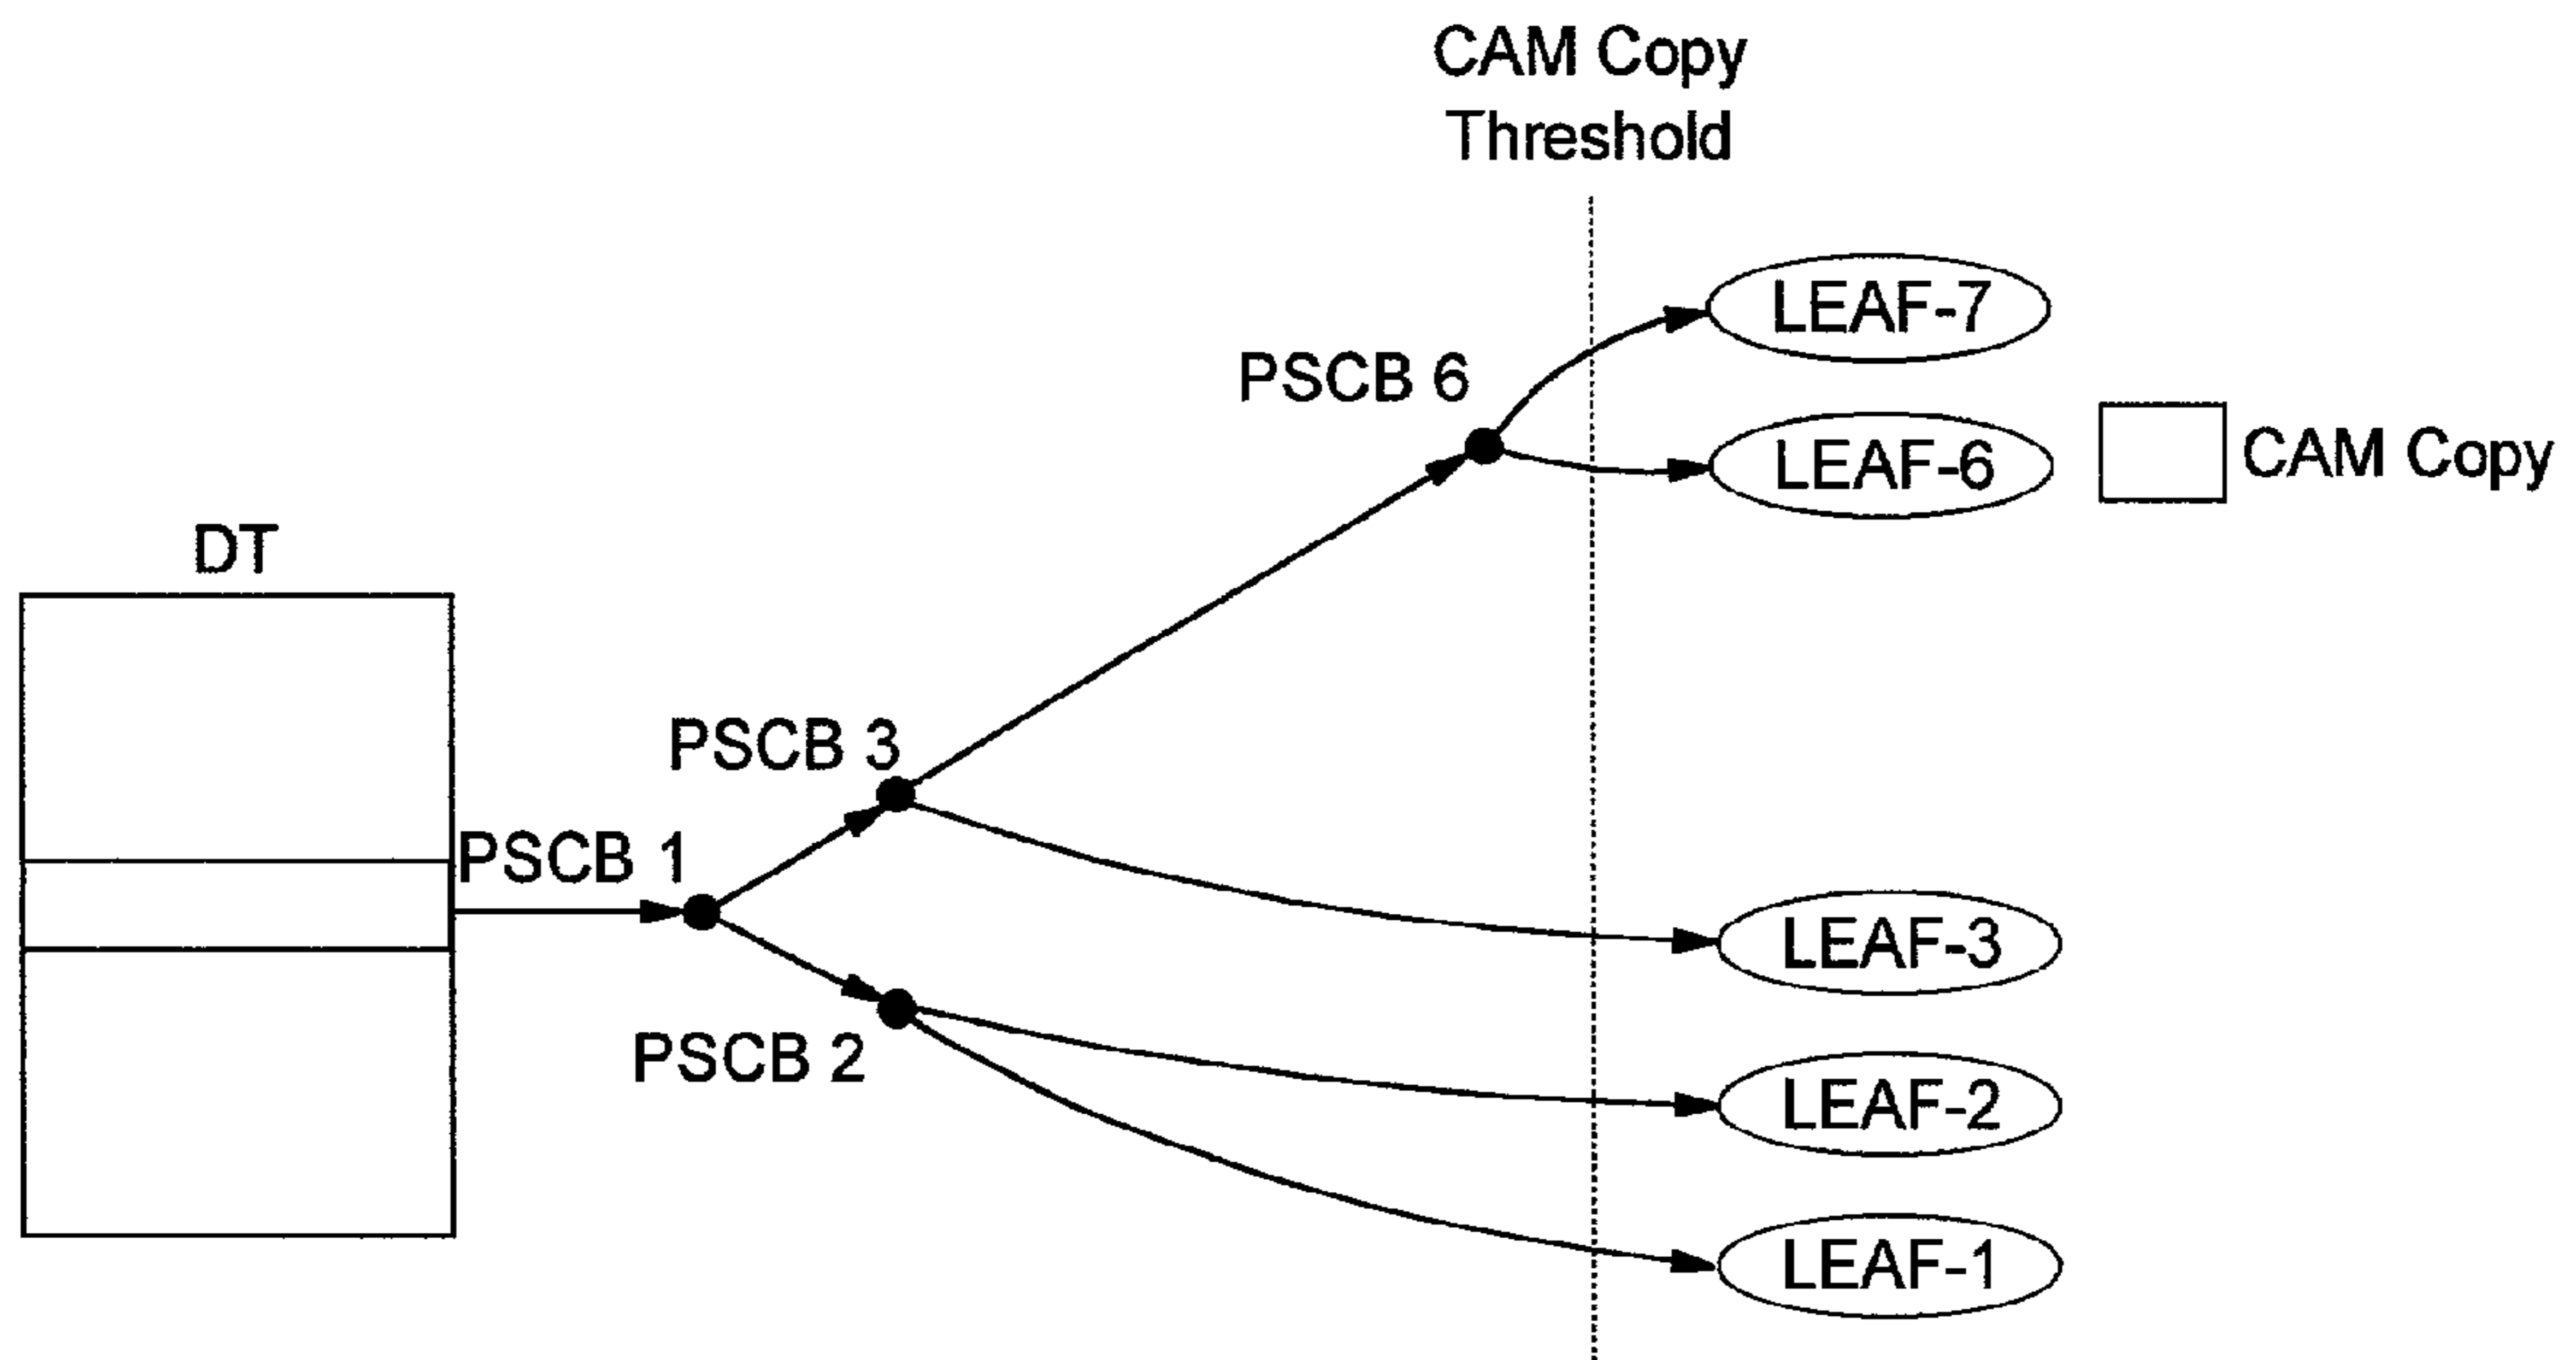 CAM Copy
Threshold
LEAF-7
PSCB 6
LEAF-6
CAM Copy
DT
PSCB 3
PSCB 1
LEAF-3
PSCB 2
LEAF-2
LEAF-1